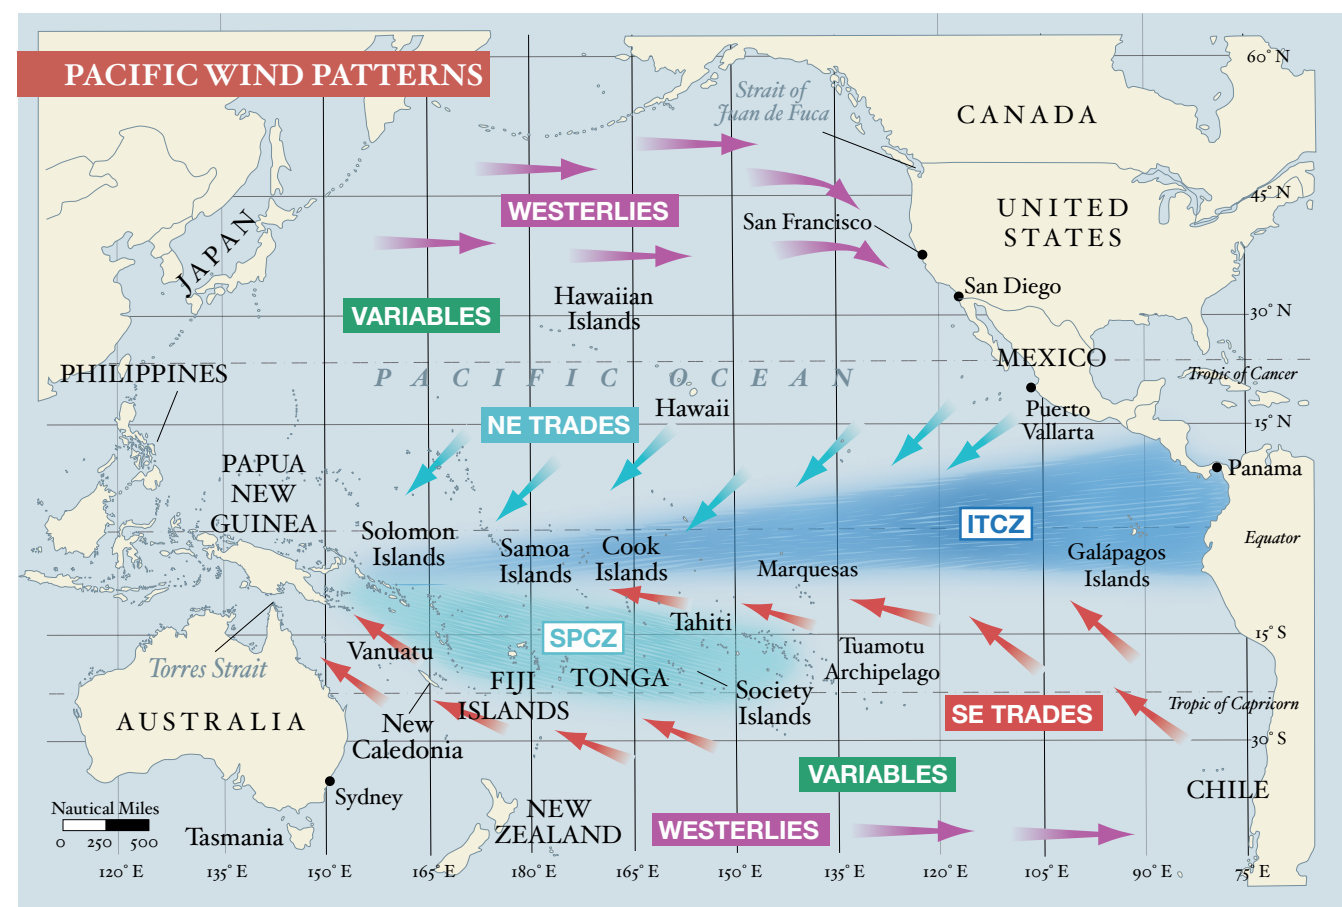 PACIFIC WIND PATTERNS
60° N
Strait of
Juan de Fuca
CANADA
45° N
WESTERLIES
UNITED
STATES
San Francisco
JAPAN
San Diego
Hawaiian
Islands
VARIABLES
30° N
MEXICO
PHILIPPINES
PACIFIC OCEAN
Tropic of Cancer
Hawaii
Puerto
Vallarta
NE TRADES
15° N
PAPUA
NEW
GUINEA
Panama
ITCZ
Solomon
Islands
Samoa
Islands
Cook
Islands
Equator
Galápagos
Islands
Marquesas
Tahiti
SPCZ
15° S
Vanuatu
Tuamotu
Archipelago
Torres Strait
FIJI
ISLANDS
TONGA
Society
Islands
Tropic of Capricorn
SE TRADES
AUSTRALIA
New
Caledonia
30° S
VARIABLES
CHILE
Sydney
Nautical Miles
0 250 500
Tasmania
NEW
ZEALAND
WESTERLIES
120° E 135° E 150° E 165° E 180° E 165° E 150° E 135° E 120° E 105° E 90° E 75° E